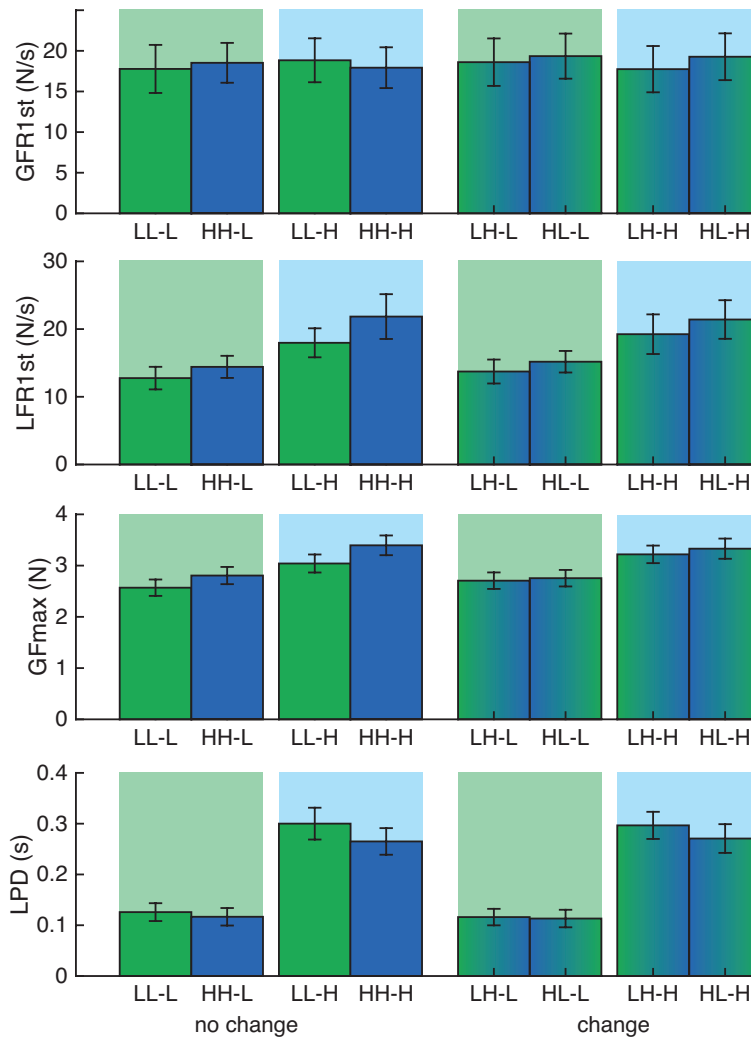 GFR1st (N/s)
20
15
10
5
0
LL-L HH-L LL-H HH-H LH-L HL-L LH-H HL-H
LFR1st (N/s)
30
20
10
0
LL-L HH-L LL-H HH-H LH-L HL-L LH-H HL-H
GFmax (N)
4
3
2
1
0
LL-L HH-L LL-H HH-H LH-L HL-L LH-H HL-H
LPD (s)
0.4
0.3
0.2
0.1
0
LL-L HH-L LL-H HH-H LH-L HL-L LH-H HL-H
no change change